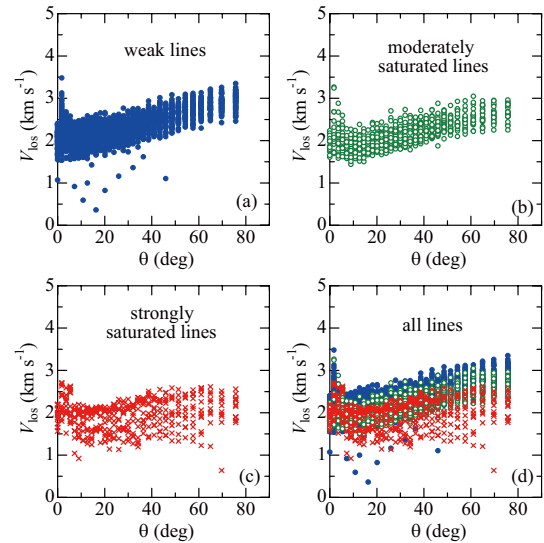 5
4
3
2
1
0
0 20 40 60 80
θ (deg)
V_los (km s⁻¹)
weak lines
(a)
5
4
3
2
1
0
0 20 40 60 80
θ (deg)
V_los (km s⁻¹)
moderately
saturated lines
(b)
5
4
3
2
1
0
0 20 40 60 80
θ (deg)
V_los (km s⁻¹)
strongly
saturated lines
(c)
5
4
3
2
1
0
0 20 40 60 80
θ (deg)
V_los (km s⁻¹)
all lines
(d)